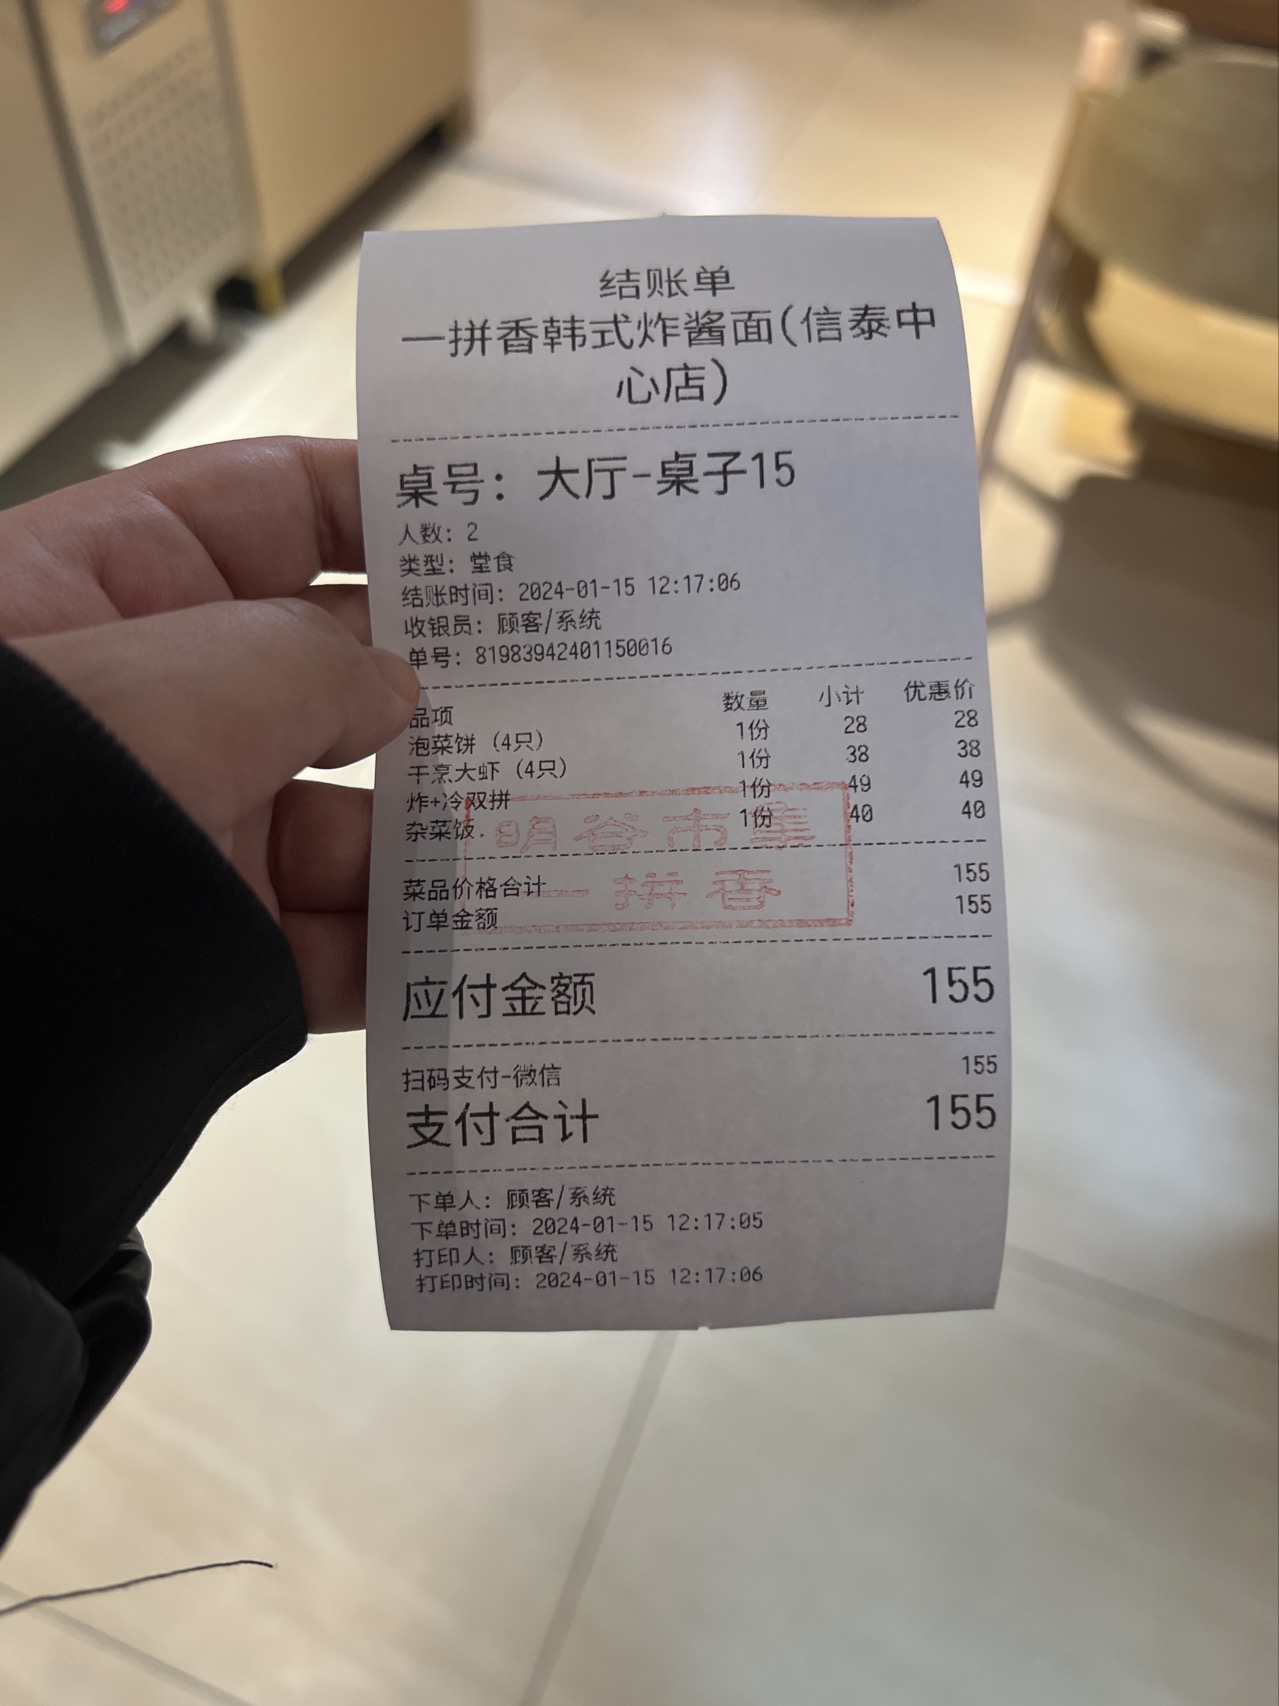 结账单
一拼香韩式炸酱面(信泰中
心店)
桌号: 大厅-桌子15
人数: 2
类型: 堂食
结账时间: 2024-01-15 12:17:06
收银员: 顾客/系统
单号: 81983942401150016
品项 数量 小计 优惠价
泡菜饼 (4只) 1份 28 28
干烹大虾 (4只) 1份 38 38
炸+冷双拼 1份 49 49
杂菜饭. 1份 40 40
明谷市集
一拼香
菜品价格合计 155
订单金额 155
应付金额 155
扫码支付-微信 155
支付合计 155
下单人: 顾客/系统
下单时间: 2024-01-15 12:17:05
打印人: 顾客/系统
打印时间: 2024-01-15 12:17:06